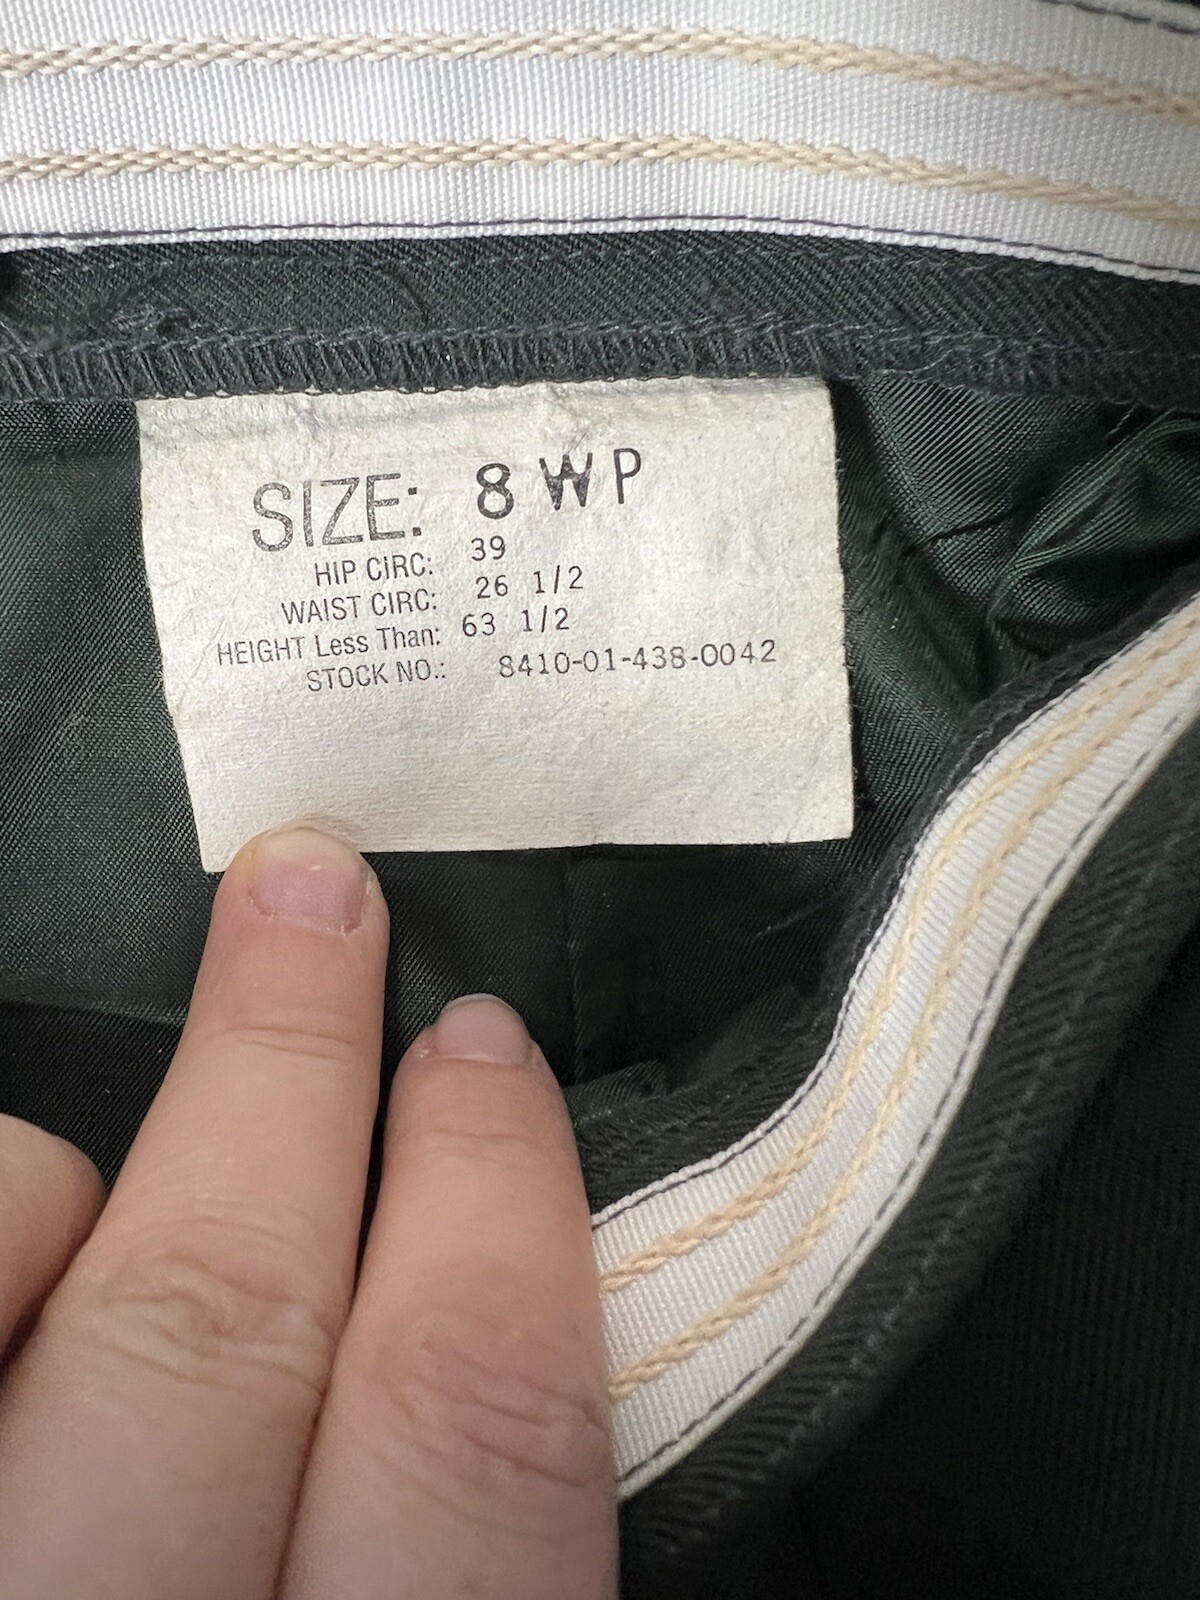 SIZE: 8 W P
HIP CIRC: 39
WAIST CIRC: 26 1/2
HEIGHT Less Than: 63 1/2
STOCK NO.: 8410-01-438-0042